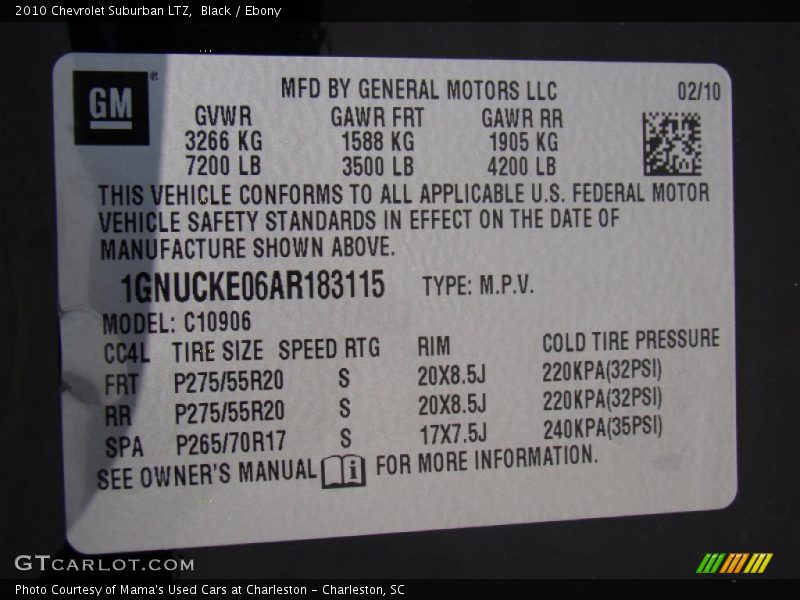 2010 Chevrolet Suburban LTZ, Black / Ebony
GM ®
MFD BY GENERAL MOTORS LLC 02/10
GVWR GAWR FRT GAWR RR
3266 KG 1588 KG 1905 KG
7200 LB 3500 LB 4200 LB
THIS VEHICLE CONFORMS TO ALL APPLICABLE U.S. FEDERAL MOTOR
VEHICLE SAFETY STANDARDS IN EFFECT ON THE DATE OF
MANUFACTURE SHOWN ABOVE.
1GNUCKE06AR183115 TYPE: M.P.V.
MODEL: C10906
CC4L TIRE SIZE SPEED RTG RIM COLD TIRE PRESSURE
FRT P275/55R20 S 20X8.5J 220KPA(32PSI)
RR P275/55R20 S 20X8.5J 220KPA(32PSI)
SPA P265/70R17 S 17X7.5J 240KPA(35PSI)
SEE OWNER'S MANUAL i FOR MORE INFORMATION.
GTCARLOT.COM
Photo Courtesy of Mama's Used Cars at Charleston - Charleston, SC